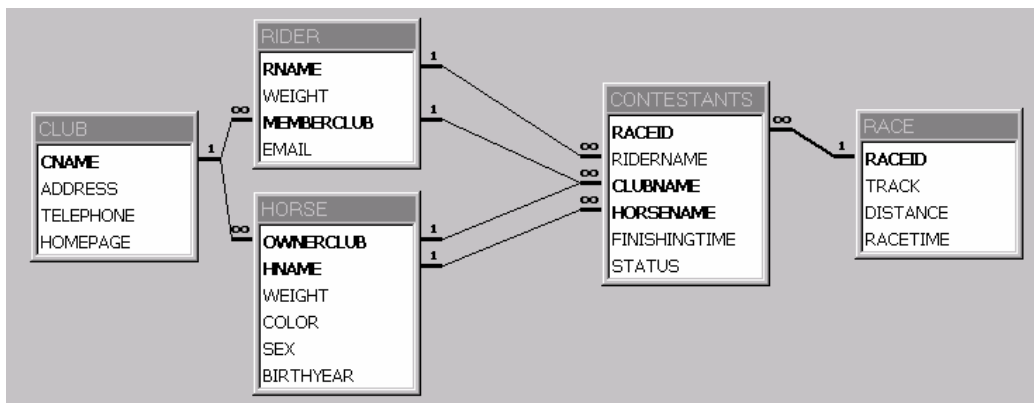 CLUB
CNAME
ADDRESS
TELEPHONE
HOMEPAGE
1
∞
∞
RIDER
RNAME
WEIGHT
MEMBERCLUB
EMAIL
1
1
HORSE
OWNERCLUB
HNAME
WEIGHT
COLOR
SEX
BIRTHYEAR
1
1
∞
∞
∞
CONTESTANTS
RACEID
RIDERNAME
CLUBNAME
HORSENAME
FINISHINGTIME
STATUS
∞
1
RACE
RACEID
TRACK
DISTANCE
RACETIME